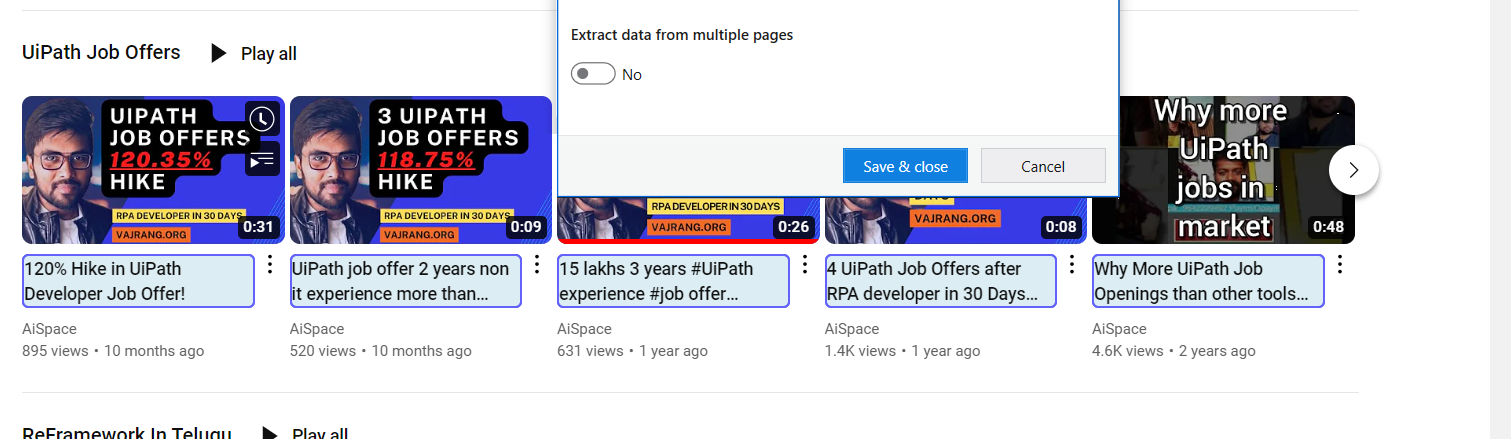 Extract data from multiple pages
No
Save & close
Cancel
UiPath Job Offers
Play all
UIPATH
JOB OFFERS
120.35%
HIKE
RPA DEVELOPER IN 30 DAYS
VAJRANG.ORG
0:31
3 UIPATH
JOB OFFERS
118.75%
HIKE
RPA DEVELOPER IN 30 DAYS
VAJRANG.ORG
0:09
RPA DEVELOPER IN 30 DAYS
VAJRANG.ORG
0:26
VAJRANG.ORG
0:08
Why more
UiPath
jobs in
market
0:48
120% Hike in UiPath
Developer Job Offer!
AiSpace
895 views • 10 months ago
UiPath job offer 2 years non
it experience more than...
AiSpace
520 views • 10 months ago
15 lakhs 3 years #UiPath
experience #job offer...
AiSpace
631 views • 1 year ago
4 UiPath Job Offers after
RPA developer in 30 Days...
AiSpace
1.4K views • 1 year ago
Why More UiPath Job
Openings than other tools...
AiSpace
4.6K views • 2 years ago
ReFramework In Telugu
Play all